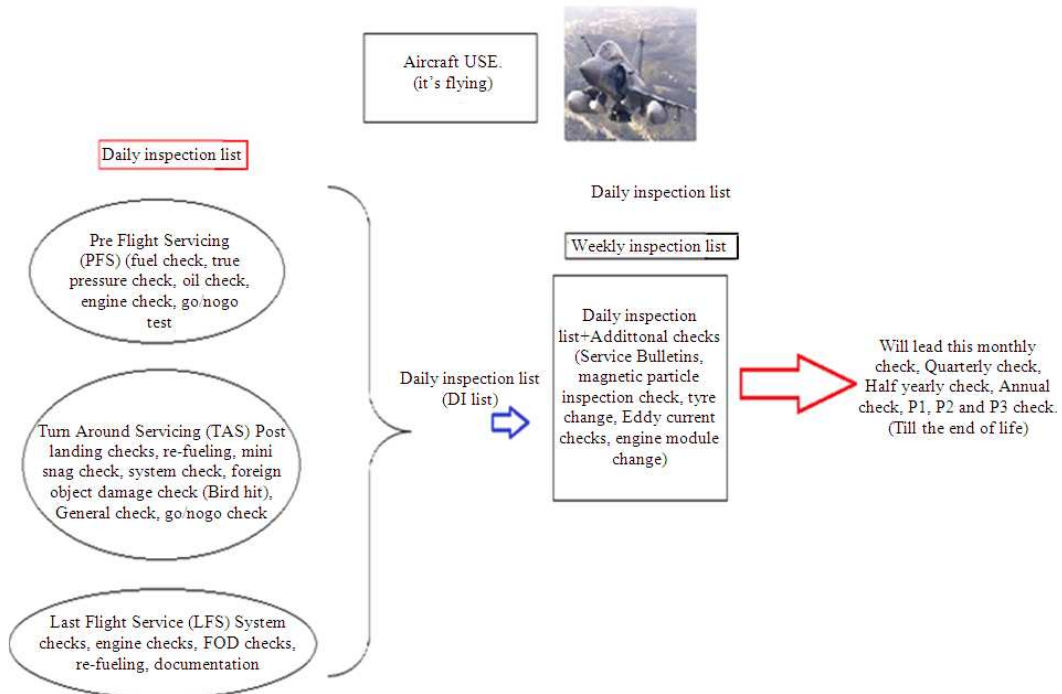 Aircraft USE.
(it's flying)
Daily inspection list
Pre Flight Servicing
(PFS) (fuel check, true
pressure check, oil check,
engine check, go/nogo
test
Turn Around Servicing (TAS) Post
landing checks, re-fueling, mini
snag check, system check, foreign
object damage check (Bird hit),
General check, go/nogo check
Last Flight Service (LFS) System
checks, engine checks, FOD checks,
re-fueling, documentation
Daily inspection list
(DI list)
Daily inspection list
Weekly inspection list
Daily inspection
list+Addittonal checks
(Service Bulletins,
magnetic particle
inspection check, tyre
change, Eddy current
checks, engine module
change)
Will lead this monthly
check, Quarterly check,
Half yearly check, Annual
check, P1, P2 and P3 check.
(Till the end of life)